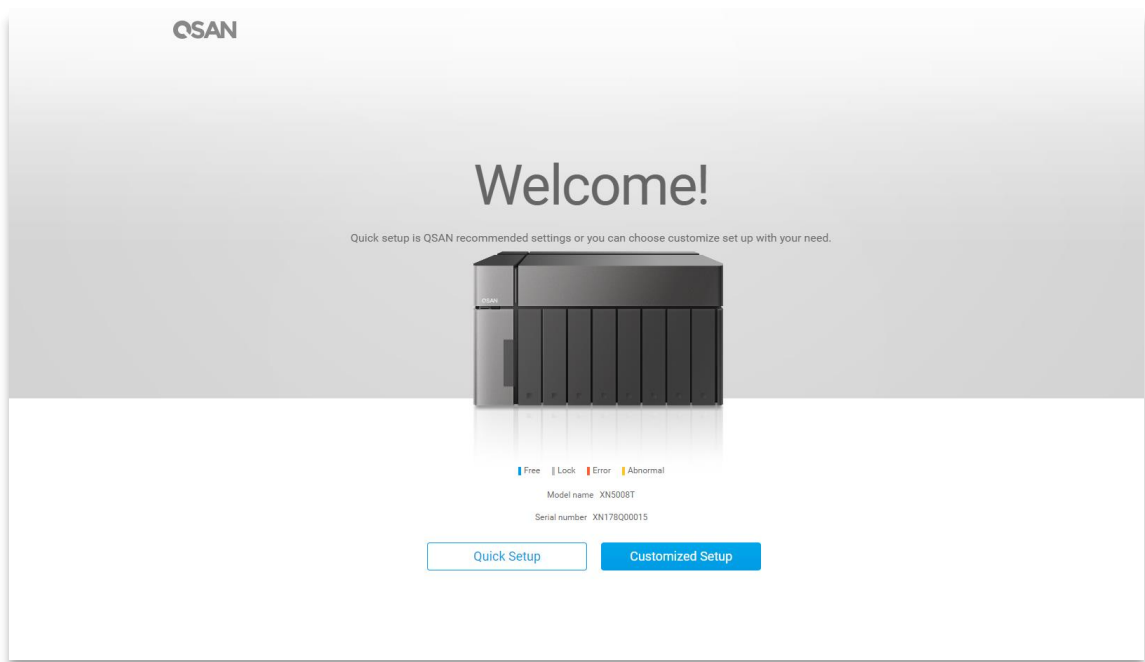 QSAN
Welcome!
Quick setup is QSAN recommended settings or you can choose customize set up with your need.
QSAN
Free Lock Error Abnormal
Model name XN5008T
Serial number XN178Q00015
Quick Setup Customized Setup